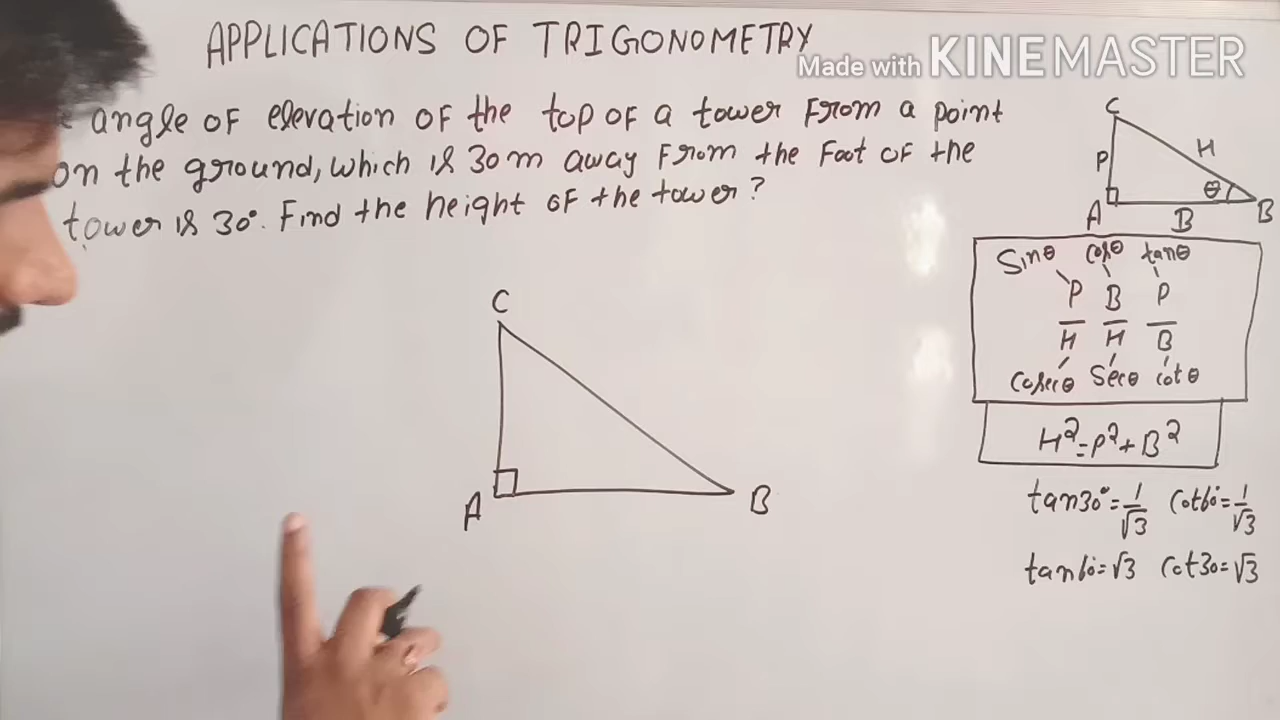 APPLICATIONS OF TRIGONOMETRY
Made with KINEMASTER
angle of elevation of the top of a tower from a point
on the ground, which is 30m away from the foot of the
tower is 30°. Find the height of the tower?
C
P
H
θ
A
B
B
Sinθ cosθ tanθ
P B P
H H B
Cosecθ Secθ cotθ
H²=P²+B²
tan30°=1/√3 Cot60°=1/√3
tan60=√3 Cot30=√3
C
A
B